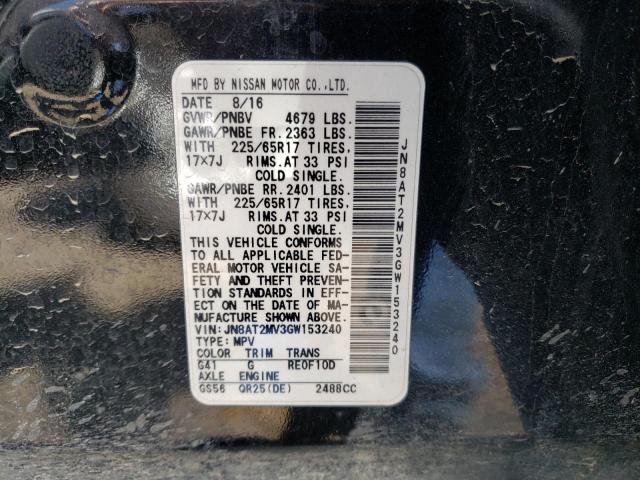 MFD BY NISSAN MOTOR CO.,LTD.
DATE 8/16
GVWR/PNBV 4679 LBS.
GAWR/PNBE FR. 2363 LBS.
WITH 225/65R17 TIRES.
17×7J RIMS.AT 33 PSI
COLD SINGLE.
GAWR/PNBE RR. 2401 LBS.
WITH 225/65R17 TIRES.
17×7J RIMS.AT 33 PSI
COLD SINGLE.
THIS VEHICLE CONFORMS
TO ALL APPLICABLE FED-
ERAL MOTOR VEHICLE SA-
FETY AND THEFT PREVEN-
TION STANDARDS IN EFF-
ECT ON THE DATE OF MA-
NUFACTURE SHOWN ABOVE.
VIN: JN8AT2MV3GW153240
TYPE: MPV
COLOR TRIM TRANS
G41 G RE0F10D
AXLE ENGINE
GS56 QR25(DE) 2488CC
JN8AT2MV3GW153240